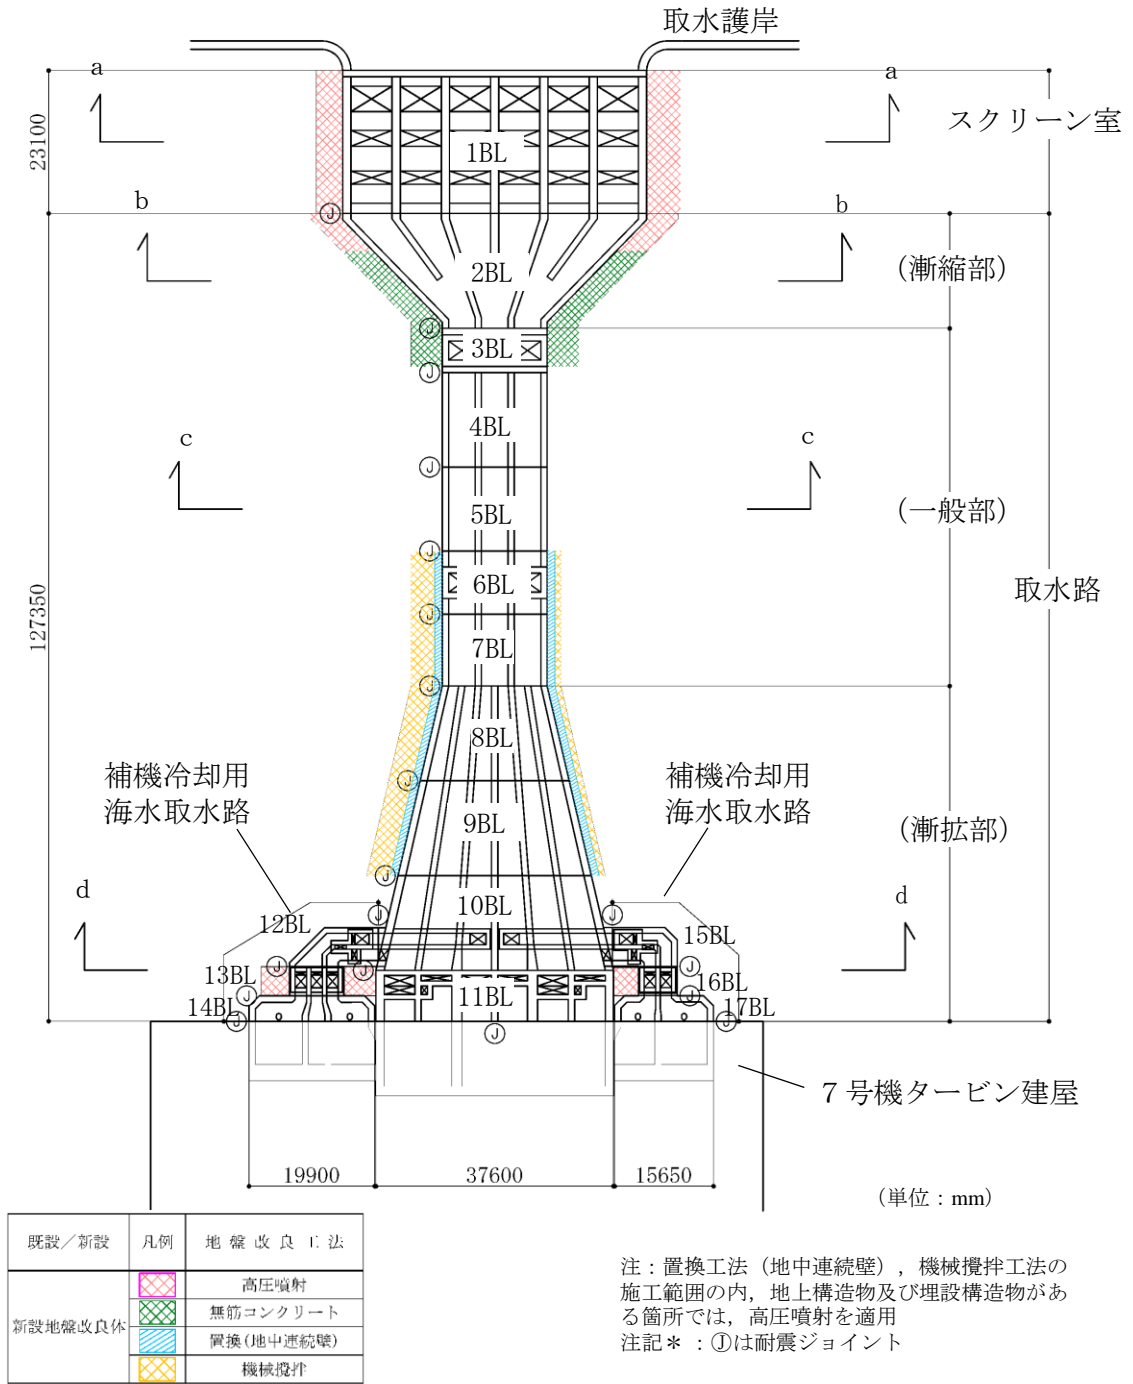 取水護岸
a
a
スクリーン室
23100
1BL
b
b
Ⓙ
2BL
(漸縮部)
Ⓙ
3BL
Ⓙ
4BL
c
c
Ⓙ
5BL
(一般部)
Ⓙ
6BL
127350
取水路
Ⓙ
7BL
Ⓙ
8BL
補機冷却用
海水取水路
補機冷却用
海水取水路
Ⓙ
9BL
(漸拡部)
Ⓙ
d
d
10BL
Ⓙ
Ⓙ
12BL
15BL
13BL
Ⓙ
Ⓙ
Ⓙ
16BL
11BL
Ⓙ
Ⓙ
14BL
17BL
Ⓙ
Ⓙ
Ⓙ
7号機タービン建屋
19900
37600
15650
(単位:mm)
既設/新設 凡例 地盤改良工法
高圧噴射
無筋コンクリート
新設地盤改良体
置換(地中連続壁)
機械攪拌
注:置換工法(地中連続壁),機械攪拌工法の
施工範囲の内,地上構造物及び埋設構造物があ
る箇所では,高圧噴射を適用
注記*:Ⓙは耐震ジョイント